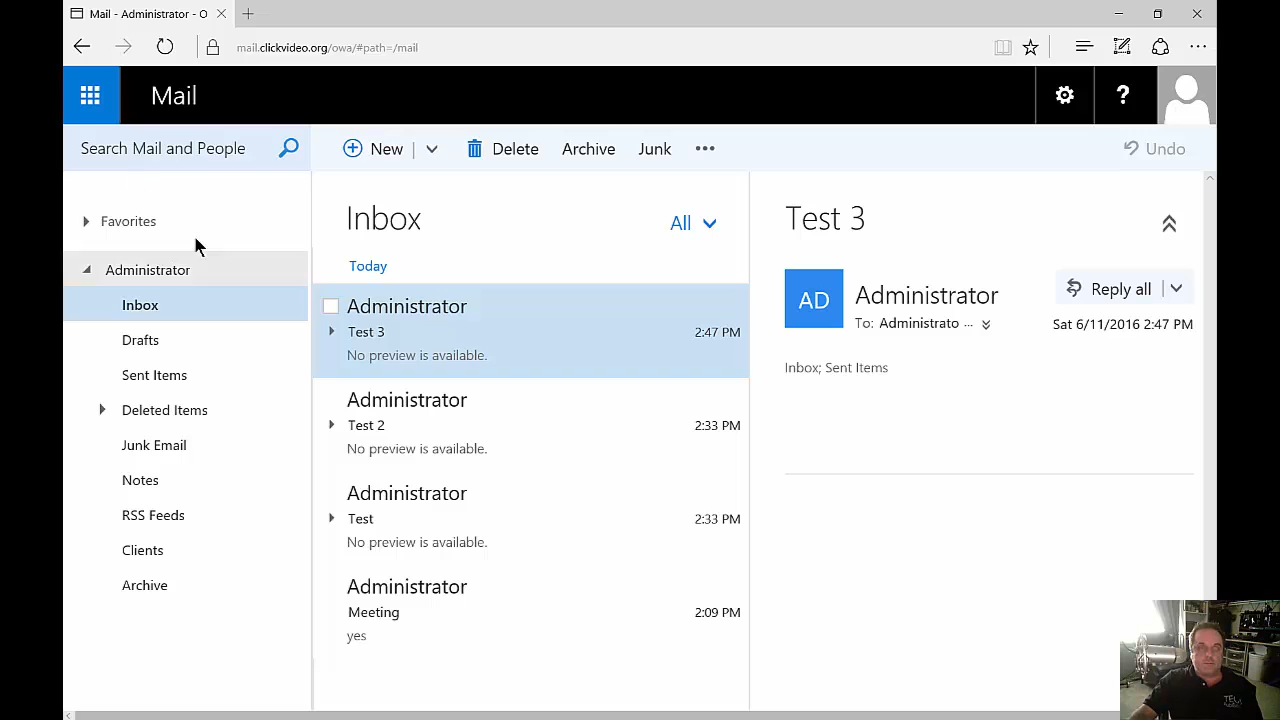 Mail - Administrator - O
mail.clickvideo.org/owa/#path=/mail
Mail
?
Search Mail and People
New
Delete
Archive
Junk
Undo
Favorites
Administrator
Inbox
Drafts
Sent Items
Deleted Items
Junk Email
Notes
RSS Feeds
Clients
Archive
Inbox
All
Today
Administrator
Test 3 2:47 PM
No preview is available.
Administrator
Test 2 2:33 PM
No preview is available.
Administrator
Test 2:33 PM
No preview is available.
Administrator
Meeting 2:09 PM
yes
Test 3
AD
Administrator
Reply all
To: Administrato ...
Sat 6/11/2016 2:47 PM
Inbox; Sent Items